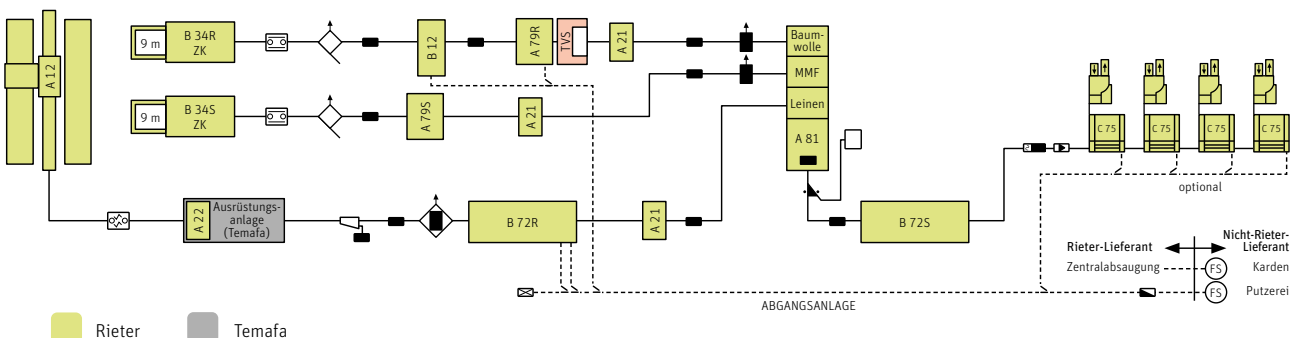 A 12
9 m
B 34R
ZK
B 12
A 79R
TVS
A 21
Baum-
wolle
MMF
Leinen
A 81
9 m
B 34S
ZK
A 79S
A 21
C 75
C 75
C 75
C 75
optional
A 22
Ausrüstungs-
anlage
(Temafa)
B 72R
A 21
B 72S
Rieter-Lieferant
Nicht-Rieter-
Lieferant
Zentralabsaugung
FS
Karden
FS
Putzerei
ABGANGSANLAGE
Rieter
Temafa